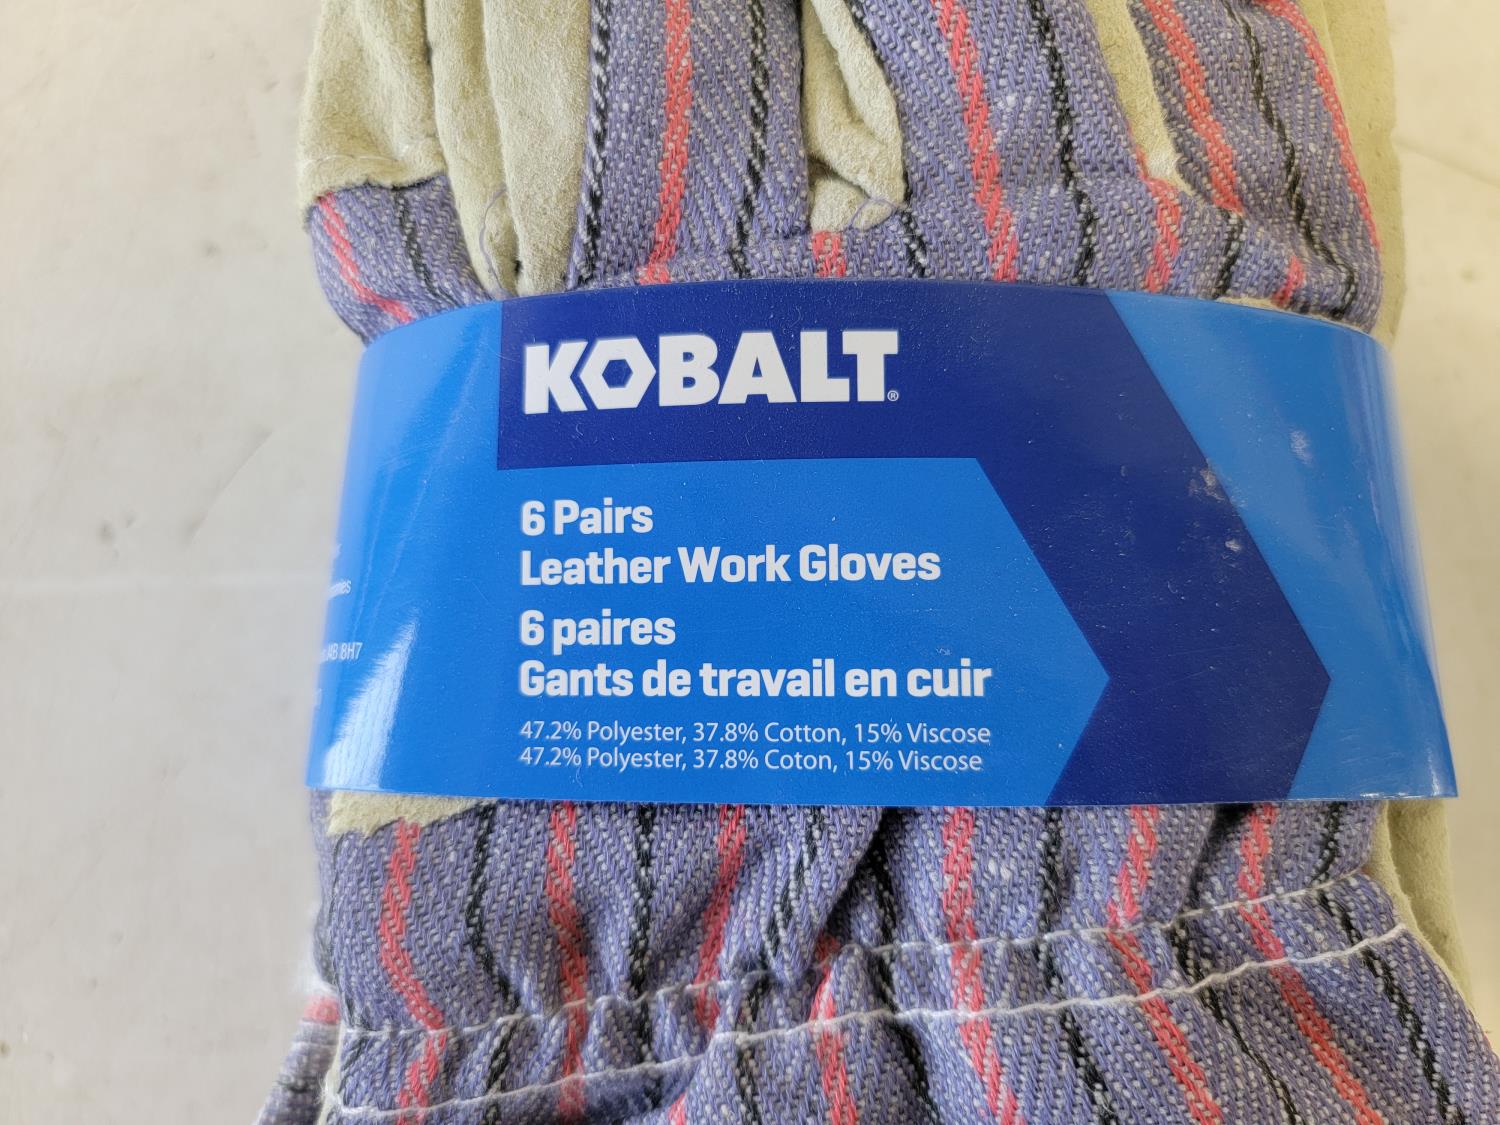 KOBALT®
6 Pairs
Leather Work Gloves
6 paires
Gants de travail en cuir
47.2% Polyester, 37.8% Cotton, 15% Viscose
47.2% Polyester, 37.8% Coton, 15% Viscose
8H7